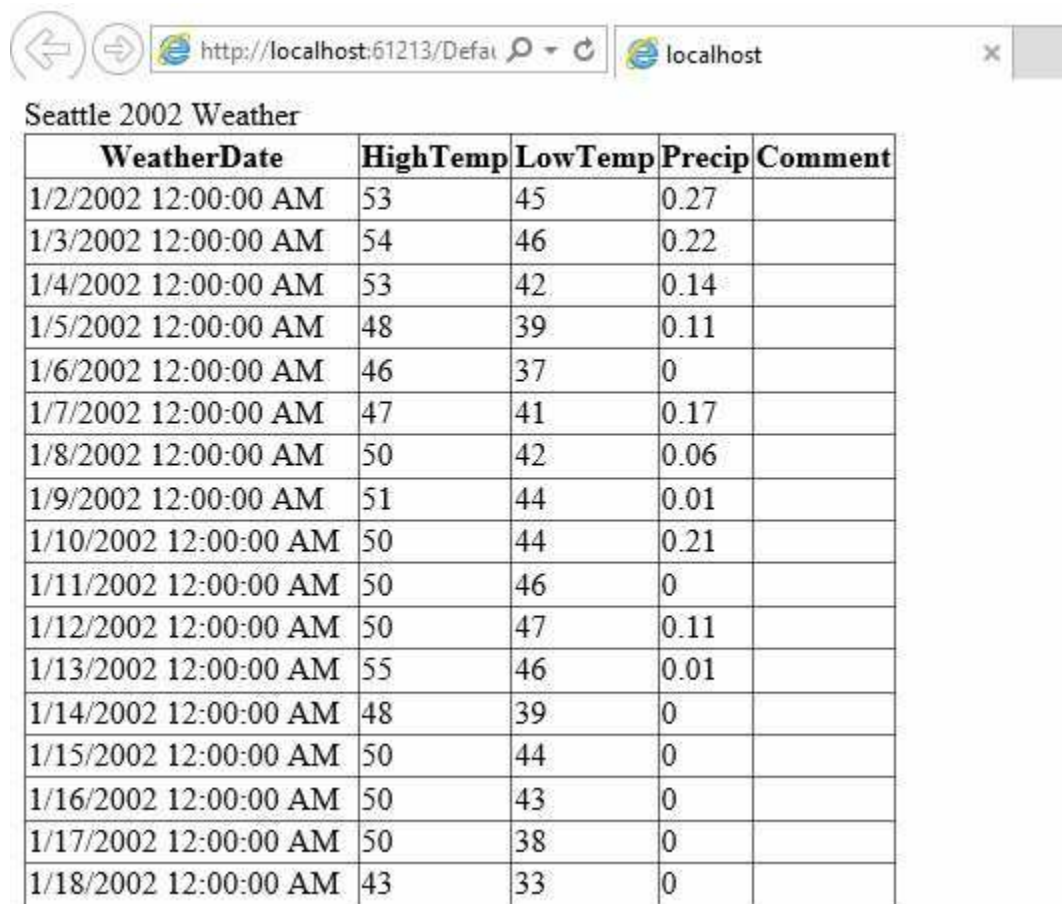 http://localhost:61213/Defau
localhost
Seattle 2002 Weather
WeatherDate HighTemp LowTemp Precip Comment
1/2/2002 12:00:00 AM 53 45 0.27
1/3/2002 12:00:00 AM 54 46 0.22
1/4/2002 12:00:00 AM 53 42 0.14
1/5/2002 12:00:00 AM 48 39 0.11
1/6/2002 12:00:00 AM 46 37 0
1/7/2002 12:00:00 AM 47 41 0.17
1/8/2002 12:00:00 AM 50 42 0.06
1/9/2002 12:00:00 AM 51 44 0.01
1/10/2002 12:00:00 AM 50 44 0.21
1/11/2002 12:00:00 AM 50 46 0
1/12/2002 12:00:00 AM 50 47 0.11
1/13/2002 12:00:00 AM 55 46 0.01
1/14/2002 12:00:00 AM 48 39 0
1/15/2002 12:00:00 AM 50 44 0
1/16/2002 12:00:00 AM 50 43 0
1/17/2002 12:00:00 AM 50 38 0
1/18/2002 12:00:00 AM 43 33 0